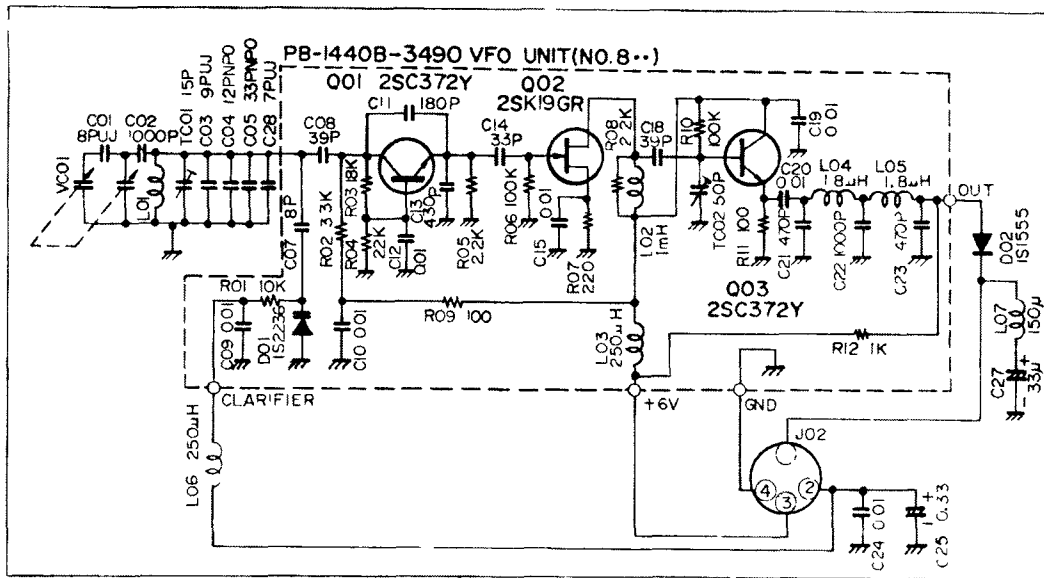 PB-1440B-3490 VFO UNIT(NO.8··)
Q01 2SC372Y
Q02
2SK19GR
C11
180P
C01
8PUJ
C02
1000P
TC01 15P
C03 9PUJ
C04 12PNPO
C05 33PNPO
C28 7PUJ
C08
39P
C14
33P
R08
2.2K
C18
39P
R10
100K
C19
0.01
VC01
L01
C07
8P
R02 3.3K
R03 18K
R04
22K
C12
Q01
C13
430P
R05
2.2K
R06 100K
C15
0.01
R07
220
L02
1mH
TC02 50P
R11 100
C20
0.01
L04
1.8μH
L05
1.8μH
C21 470P
C22 1000P
C23
470P
OUT
D02
1S1555
Q03
2SC372Y
R01 10K
C09 0.01
D01
1S2236
C10 0.01
R09 100
L03
250μH
R12 1K
L07
150μ
C27
33μ
+
-
CLARIFIER
+6V
GND
L06 250μH
J02
4
3
2
C24 0.01
C25 0.33
+
-